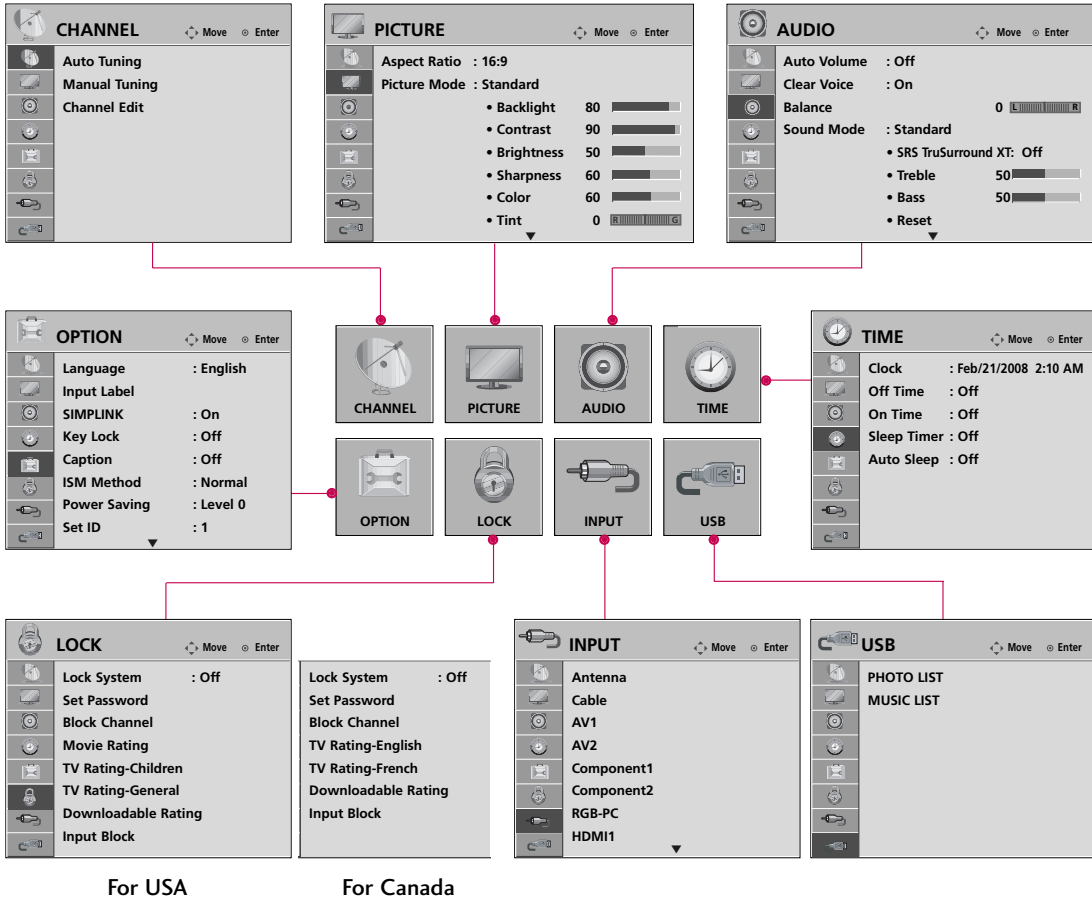 CHANNEL Move Enter
Auto Tuning
Manual Tuning
Channel Edit
PICTURE Move Enter
Aspect Ratio : 16:9
Picture Mode : Standard
• Backlight 80
• Contrast 90
• Brightness 50
• Sharpness 60
• Color 60
• Tint 0 R G
AUDIO Move Enter
Auto Volume : Off
Clear Voice : On
Balance 0 L R
Sound Mode : Standard
• SRS TruSurround XT: Off
• Treble 50
• Bass 50
• Reset
OPTION Move Enter
Language : English
Input Label
SIMPLINK : On
Key Lock : Off
Caption : Off
ISM Method : Normal
Power Saving : Level 0
Set ID : 1
CHANNEL
PICTURE
AUDIO
TIME
OPTION
LOCK
INPUT
USB
TIME Move Enter
Clock : Feb/21/2008 2:10 AM
Off Time : Off
On Time : Off
Sleep Timer : Off
Auto Sleep : Off
LOCK Move Enter
Lock System : Off
Set Password
Block Channel
Movie Rating
TV Rating-Children
TV Rating-General
Downloadable Rating
Input Block
For USA
Lock System : Off
Set Password
Block Channel
TV Rating-English
TV Rating-French
Downloadable Rating
Input Block
For Canada
INPUT Move Enter
Antenna
Cable
AV1
AV2
Component1
Component2
RGB-PC
HDMI1
USB Move Enter
PHOTO LIST
MUSIC LIST